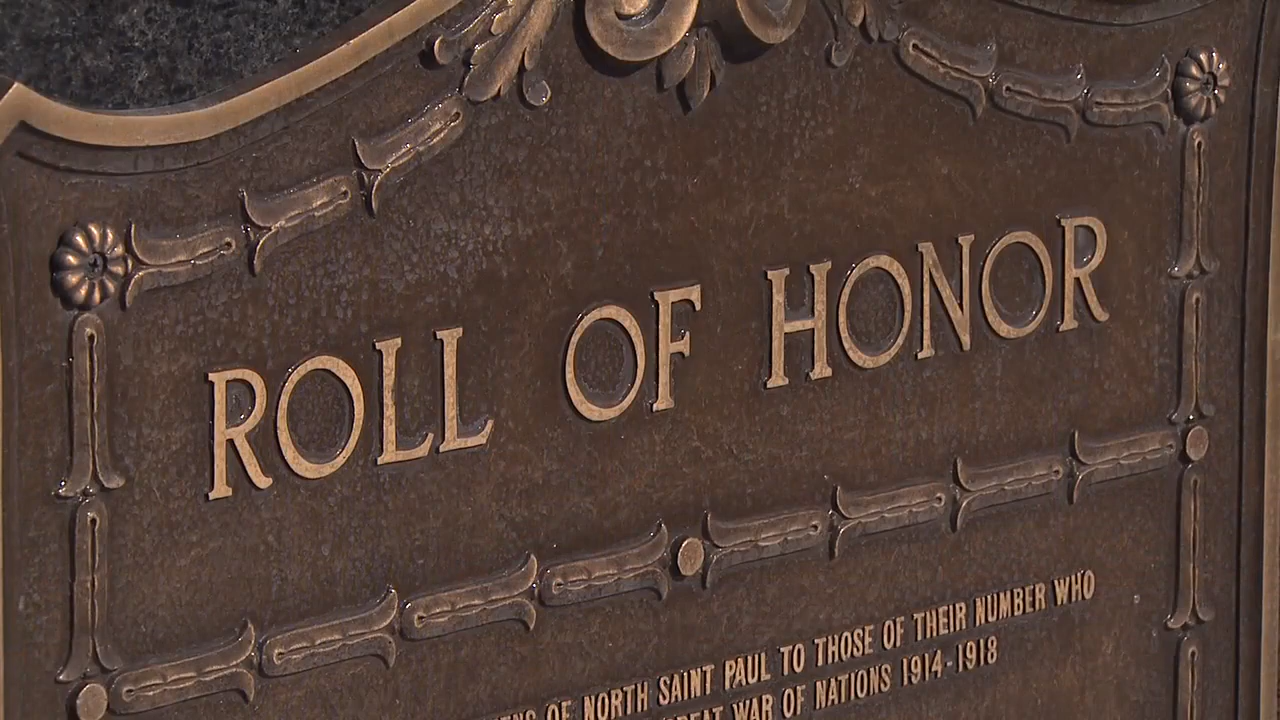 ROLL OF HONOR
OF NORTH SAINT PAUL TO THOSE OF THEIR NUMBER WHO
WAR OF NATIONS 1914-1918